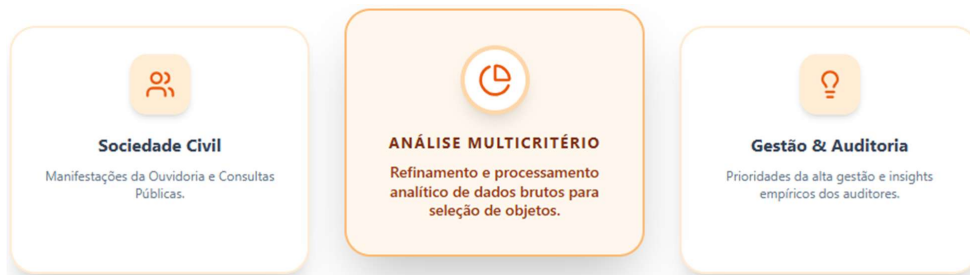 Sociedade Civil
Manifestações da Ouvidoria e Consultas
Públicas.
ANÁLISE MULTICRITÉRIO
Refinamento e processamento
analítico de dados brutos para
seleção de objetos.
Gestão & Auditoria
Prioridades da alta gestão e insights
empíricos dos auditores.